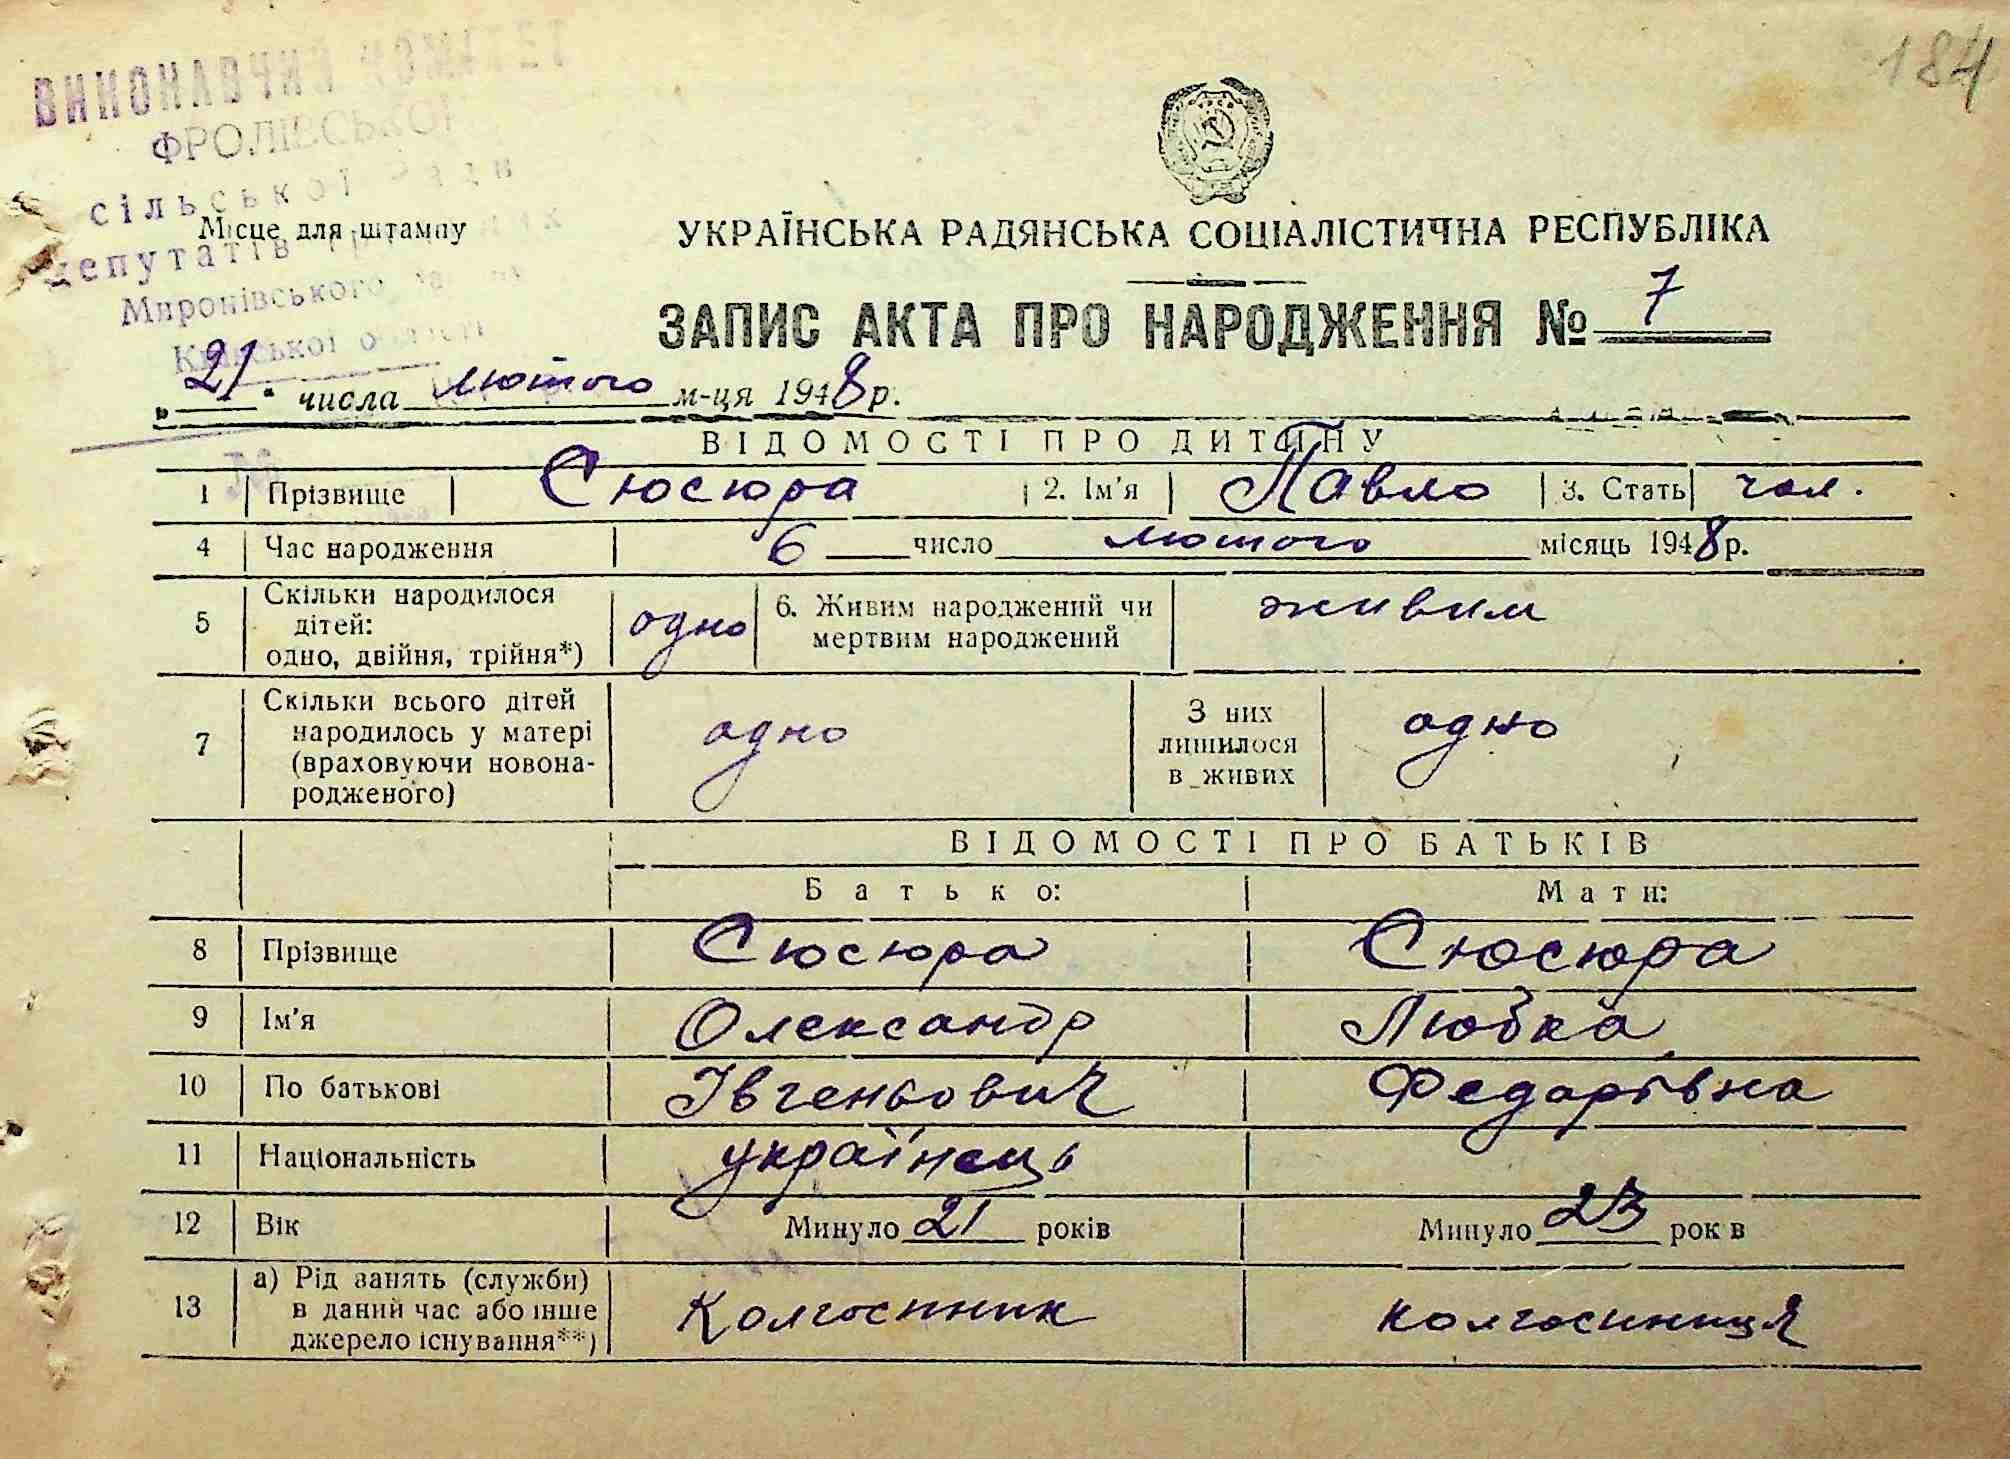 184
ВИКОНАВЧИЙ КОМІТЕТ
ФРОЛІВСЬКОЇ
сільської Ради
депутатів
Місце для штампу
Миронівського
Київської області
УКРАЇНСЬКА РАДЯНСЬКА СОЦІАЛІСТИЧНА РЕСПУБЛІКА
ЗАПИС АКТА ПРО НАРОДЖЕННЯ № 7
„21“ числа лютого м-ця 1948 р.
ВІДОМОСТІ ПРО ДИТИНУ
1 Прізвище Сюсюра 2. Ім'я Павло 3. Стать чол.
4 Час народження 6 число лютого місяць 1948 р.
5 Скільки народилося дітей: одно, двійня, трійня*) одно 6. Живим народжений чи мертвим народжений живим
7 Скільки всього дітей народилось у матері (враховуючи новона-родженого) одно З них лишилося в живих одно
ВІДОМОСТІ ПРО БАТЬКІВ
Батько: Мати:
8 Прізвище Сюсюра Сюсюра
9 Ім'я Олександр Любка
10 По батькові Івгеньович Федорівна
11 Національність українець
12 Вік Минуло 21 років Минуло 23 рок в
13 а) Рід занять (служби) в даний час або інше джерело існування**) Колгоспник колгоспниця